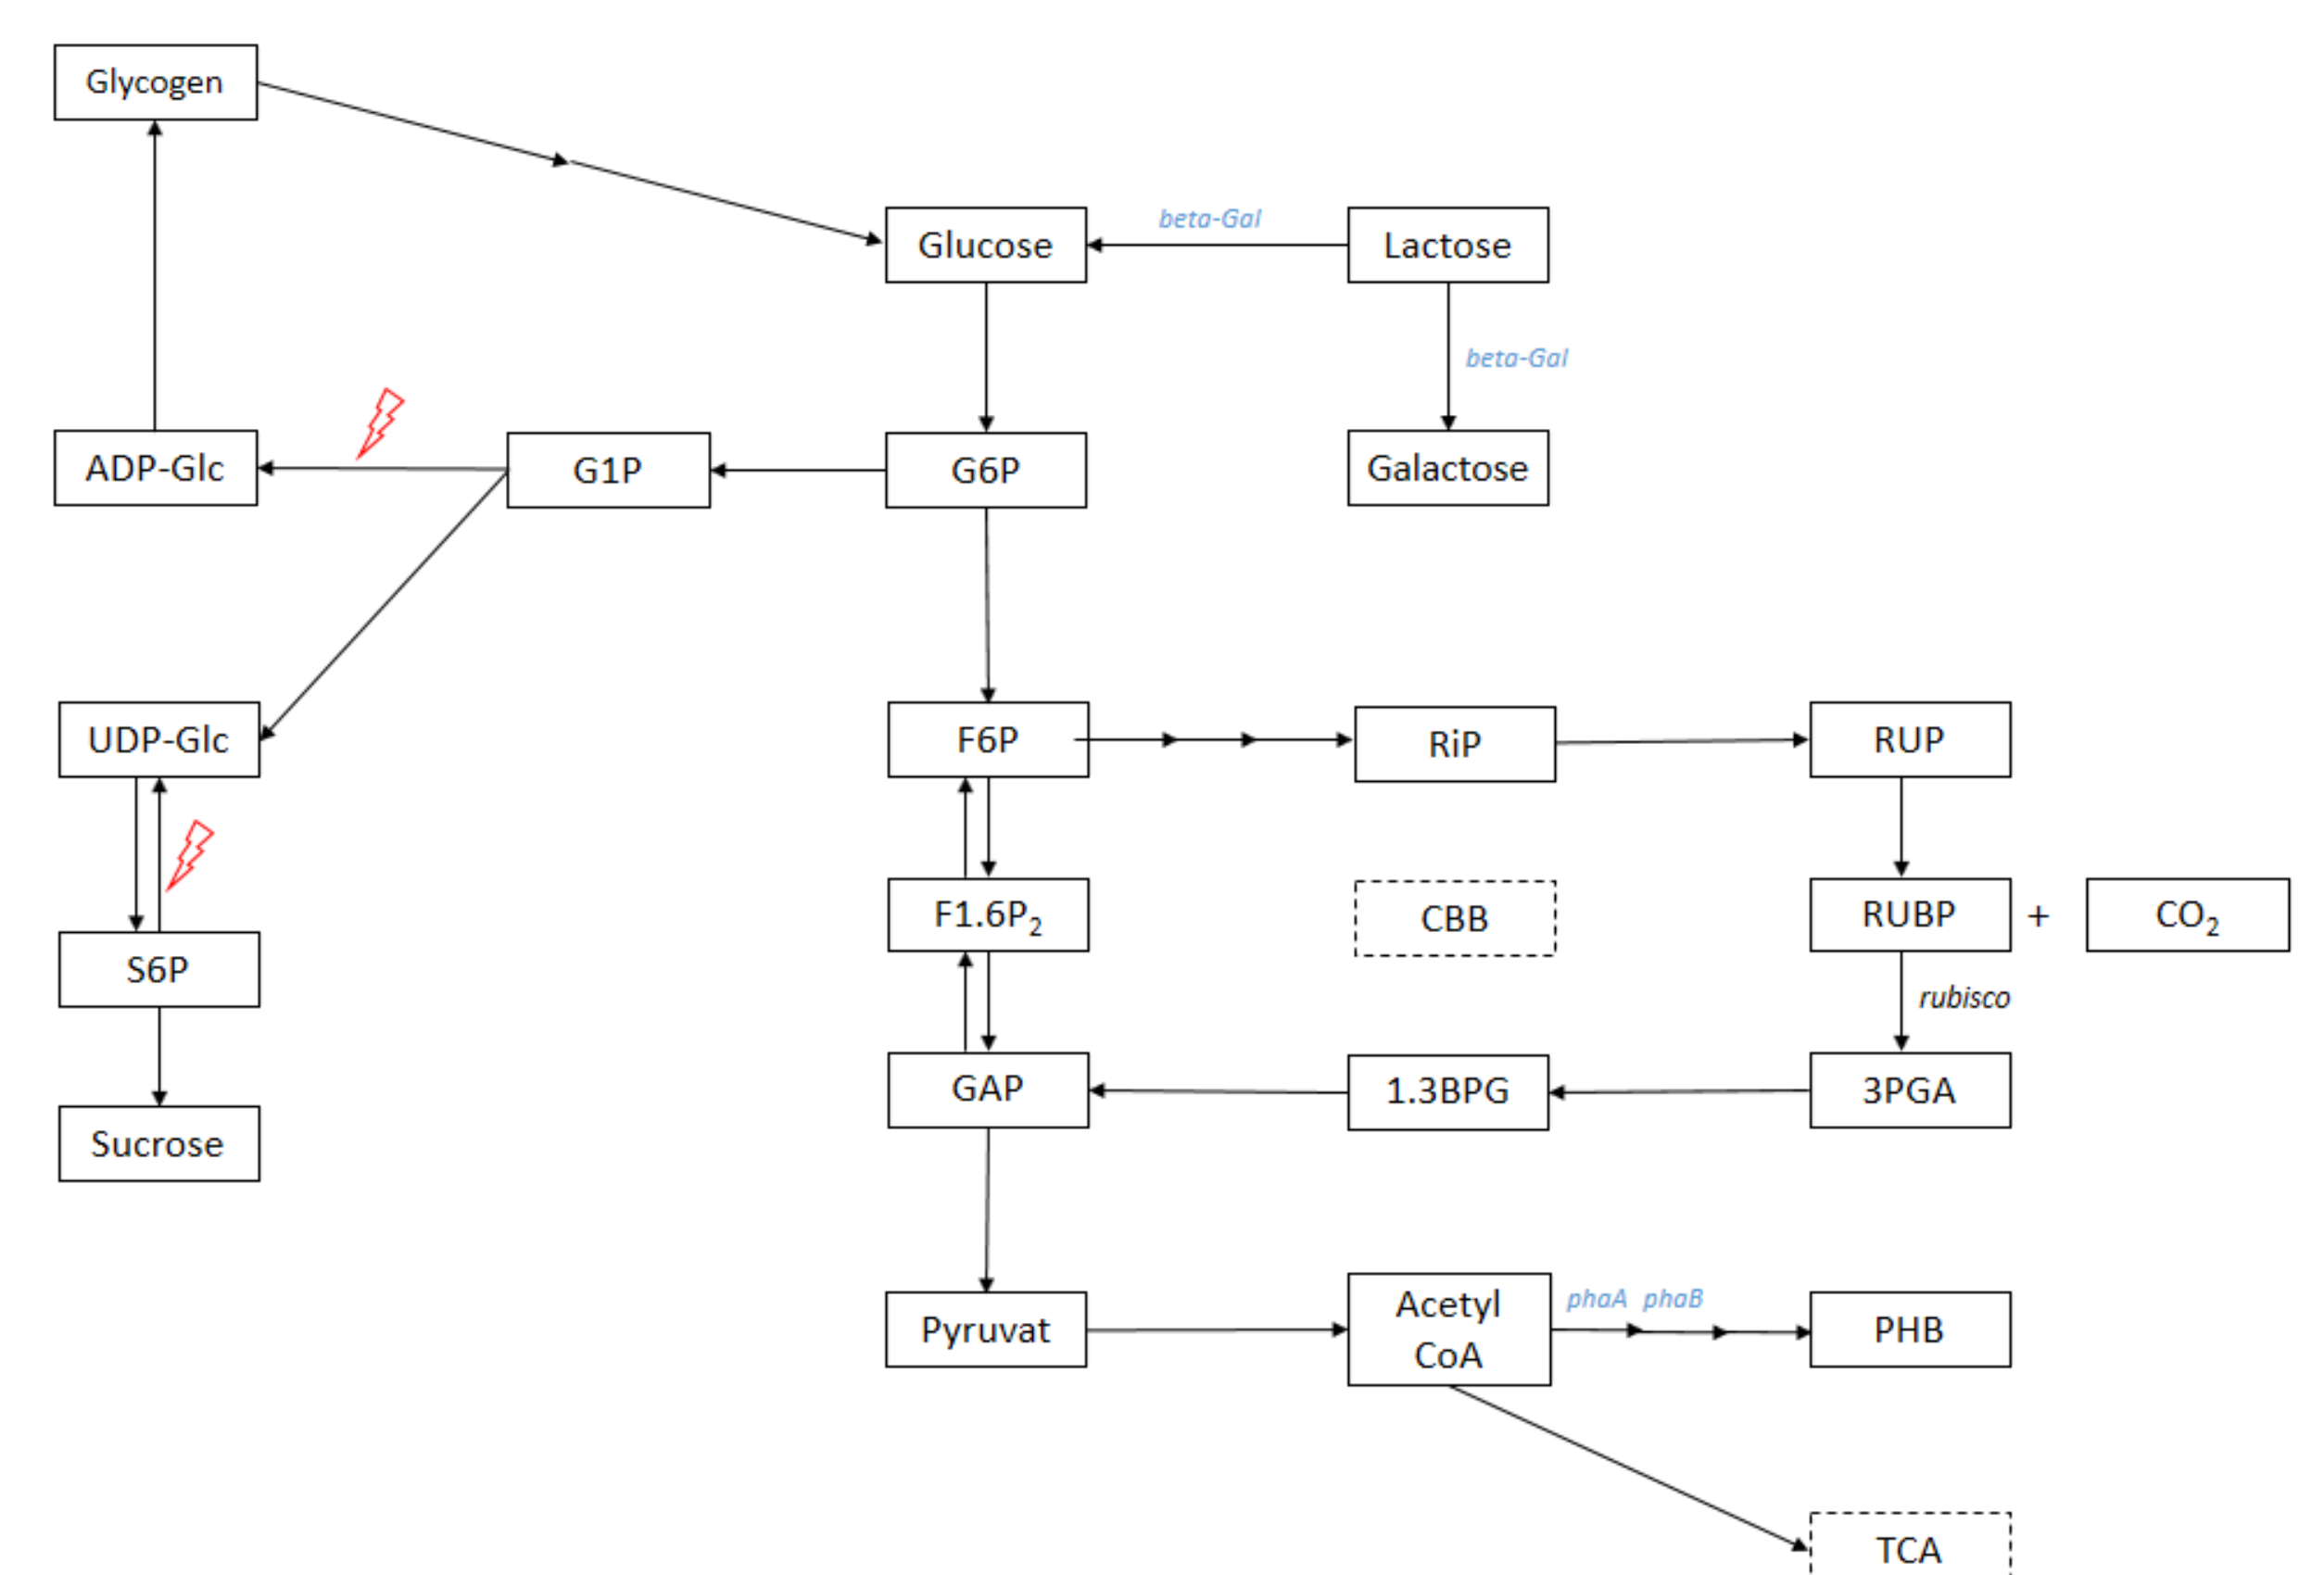 Glycogen
Glucose
beta-Gal
Lactose
beta-Gal
ADP-Glc
G1P
G6P
Galactose
UDP-Glc
F6P
RiP
RUP
F1.6P₂
CBB
RUBP
+
CO₂
S6P
rubisco
GAP
1.3BPG
3PGA
Sucrose
Pyruvat
Acetyl
CoA
phaA phaB
PHB
TCA